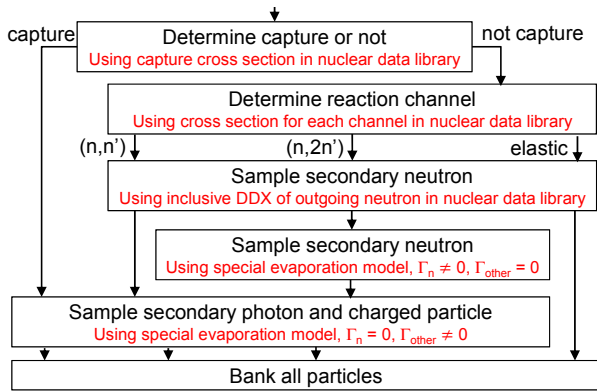 capture
Determine capture or not
not capture
Using capture cross section in nuclear data library
Determine reaction channel
Using cross section for each channel in nuclear data library
(n,n’)
(n,2n’)
elastic
Sample secondary neutron
Using inclusive DDX of outgoing neutron in nuclear data library
Sample secondary neutron
Using special evaporation model, Γn ≠ 0, Γother = 0
Sample secondary photon and charged particle
Using special evaporation model, Γn = 0, Γother ≠ 0
Bank all particles